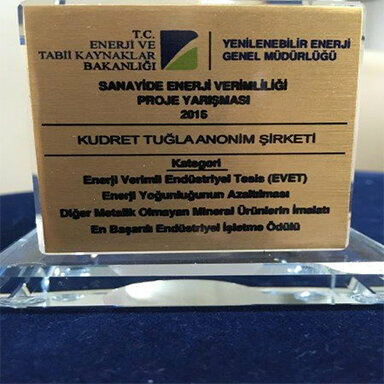 T.C.
ENERJİ VE
TABİİ KAYNAKLAR
BAKANLIĞI
YENİLENEBİLİR ENERJİ
GENEL MÜDÜRLÜĞÜ
SANAYİDE ENERJİ VERİMLİLİĞİ
PROJE YARIŞMASI
2016
KUDRET TUĞLA ANONİM ŞİRKETİ
Kategori
Enerji Verimli Endüstriyel Tesis (EVET)
Enerji Yoğunluğunun Azaltılması
Diğer Metalik Olmayan Mineral Ürünlerin İmalatı
En Başarılı Endüstriyel İşletme Ödülü